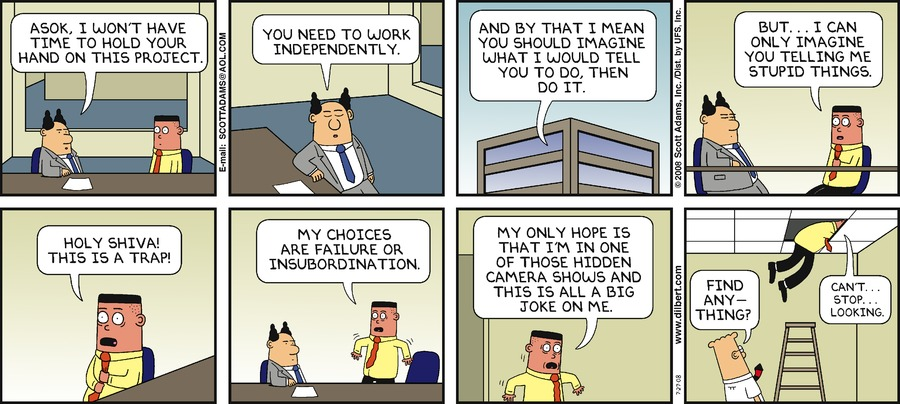 ASOK, I WON'T HAVE
TIME TO HOLD YOUR
HAND ON THIS PROJECT.
E-mail: SCOTTADAMS@AOL.COM
YOU NEED TO WORK
INDEPENDENTLY.
AND BY THAT I MEAN
YOU SHOULD IMAGINE
WHAT I WOULD TELL
YOU TO DO, THEN
DO IT.
© 2008 Scott Adams, Inc./Dist. by UFS, Inc.
BUT... I CAN
ONLY IMAGINE
YOU TELLING ME
STUPID THINGS.
HOLY SHIVA!
THIS IS A TRAP!
MY CHOICES
ARE FAILURE OR
INSUBORDINATION.
MY ONLY HOPE IS
THAT I'M IN ONE
OF THOSE HIDDEN
CAMERA SHOWS AND
THIS IS ALL A BIG
JOKE ON ME.
www.dilbert.com
7-27-08
FIND
ANY-
THING?
CAN'T...
STOP...
LOOKING.